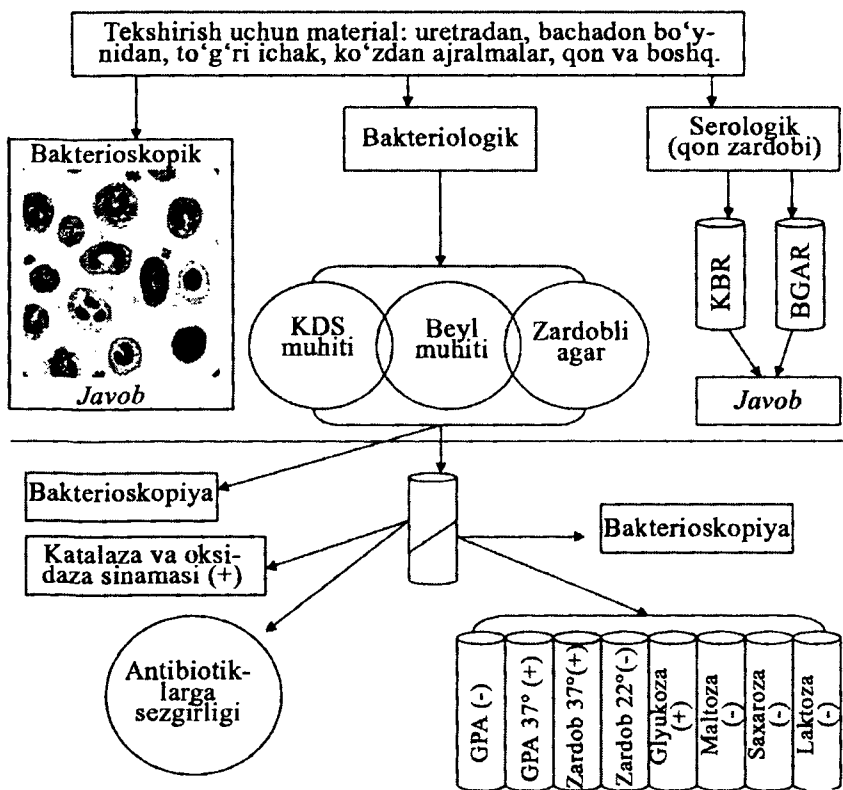 Tekshirish uchun material: uretradan, bachadon bo‘y-
nidan, to‘g‘ri ichak, ko‘zdan ajralmalar, qon va boshq.
Bakterioskopik
Javob
Bakteriologik
Serologik
(qon zardobi)
KDS
muhiti
Beyl
muhiti
Zardobli
agar
KBR
BGAR
Javob
Bakterioskopiya
Katalaza va oksi-
daza sinamasi (+)
Antibiotik-
larga
sezgirligi
Bakterioskopiya
GPA (-)
GPA 37° (+)
Zardob 37°(+)
Zardob 22°(-)
Glyukoza
(+)
Maltoza
(-)
Saxaroza
(-)
Laktoza
(-)